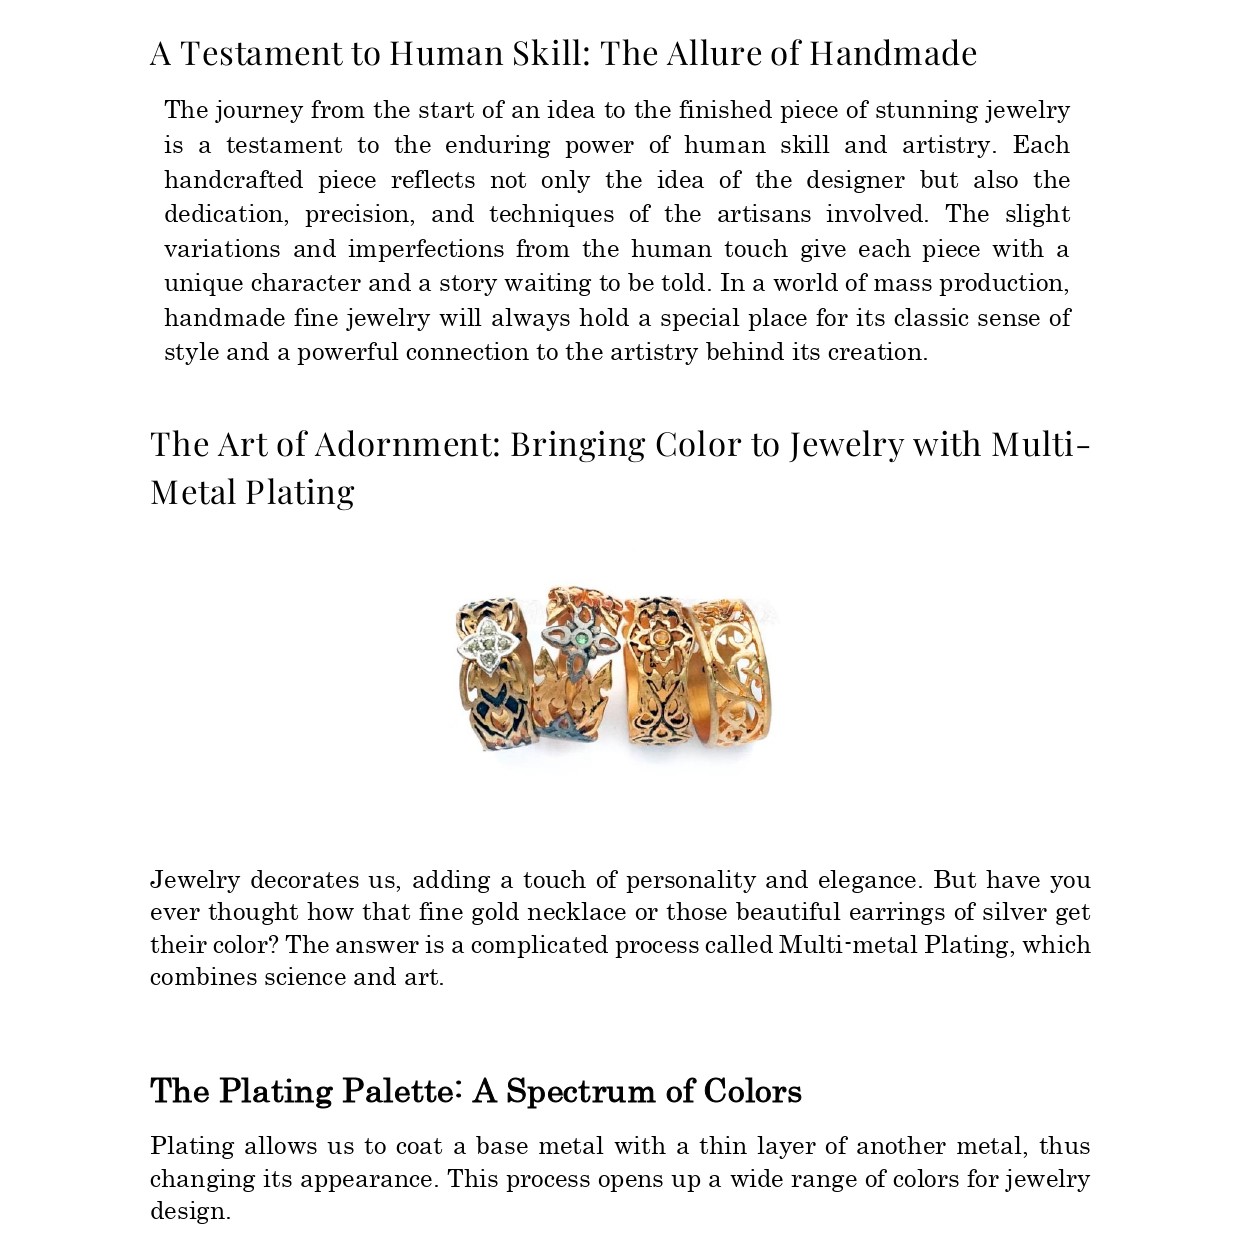 A Testament to Human Skill: The Allure of Handmade
The journey from the start of an idea to the finished piece of stunning jewelry
is a testament to the enduring power of human skill and artistry. Each
handcrafted piece reflects not only the idea of the designer but also the
dedication, precision, and techniques of the artisans involved. The slight
variations and imperfections from the human touch give each piece with a
unique character and a story waiting to be told. In a world of mass production,
handmade fine jewelry will always hold a special place for its classic sense of
style and a powerful connection to the artistry behind its creation.
The Art of Adornment: Bringing Color to Jewelry with Multi-
Metal Plating
Jewelry decorates us, adding a touch of personality and elegance. But have you
ever thought how that fine gold necklace or those beautiful earrings of silver get
their color? The answer is a complicated process called Multi-metal Plating, which
combines science and art.
The Plating Palette: A Spectrum of Colors
Plating allows us to coat a base metal with a thin layer of another metal, thus
changing its appearance. This process opens up a wide range of colors for jewelry
design.